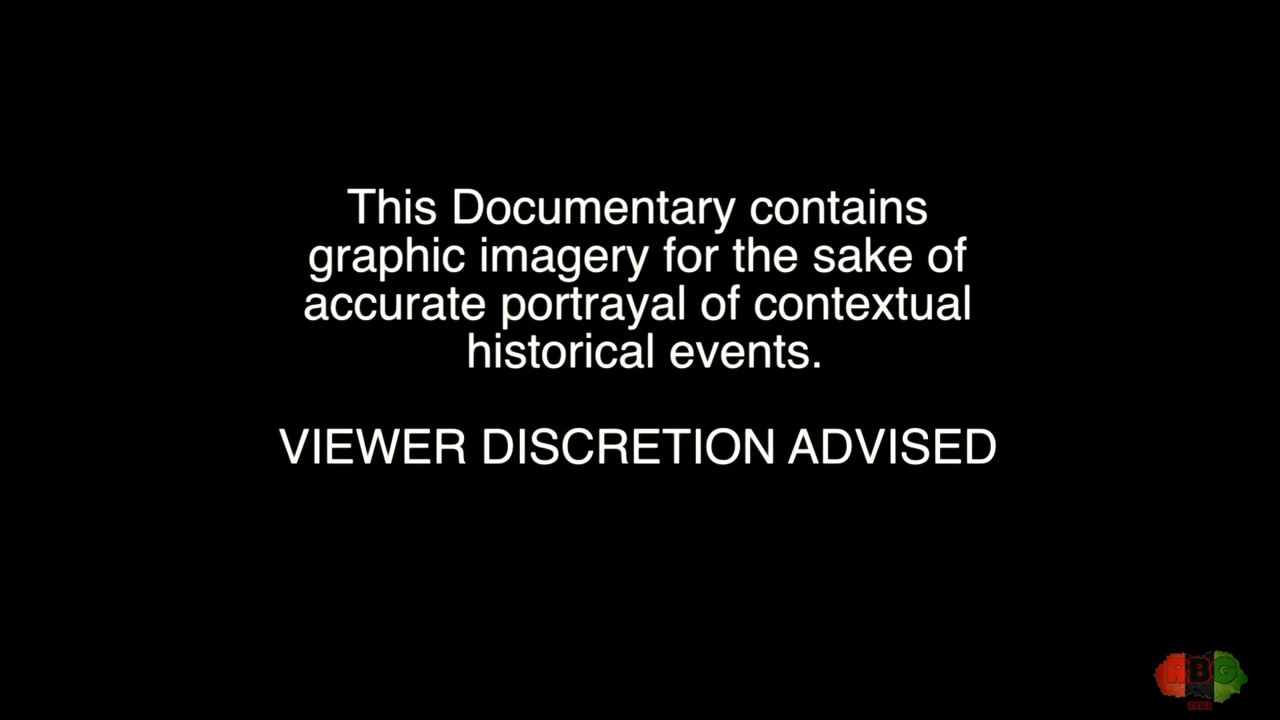 This Documentary contains
graphic imagery for the sake of
accurate portrayal of contextual
historical events.
VIEWER DISCRETION ADVISED
RBG
MEDIA